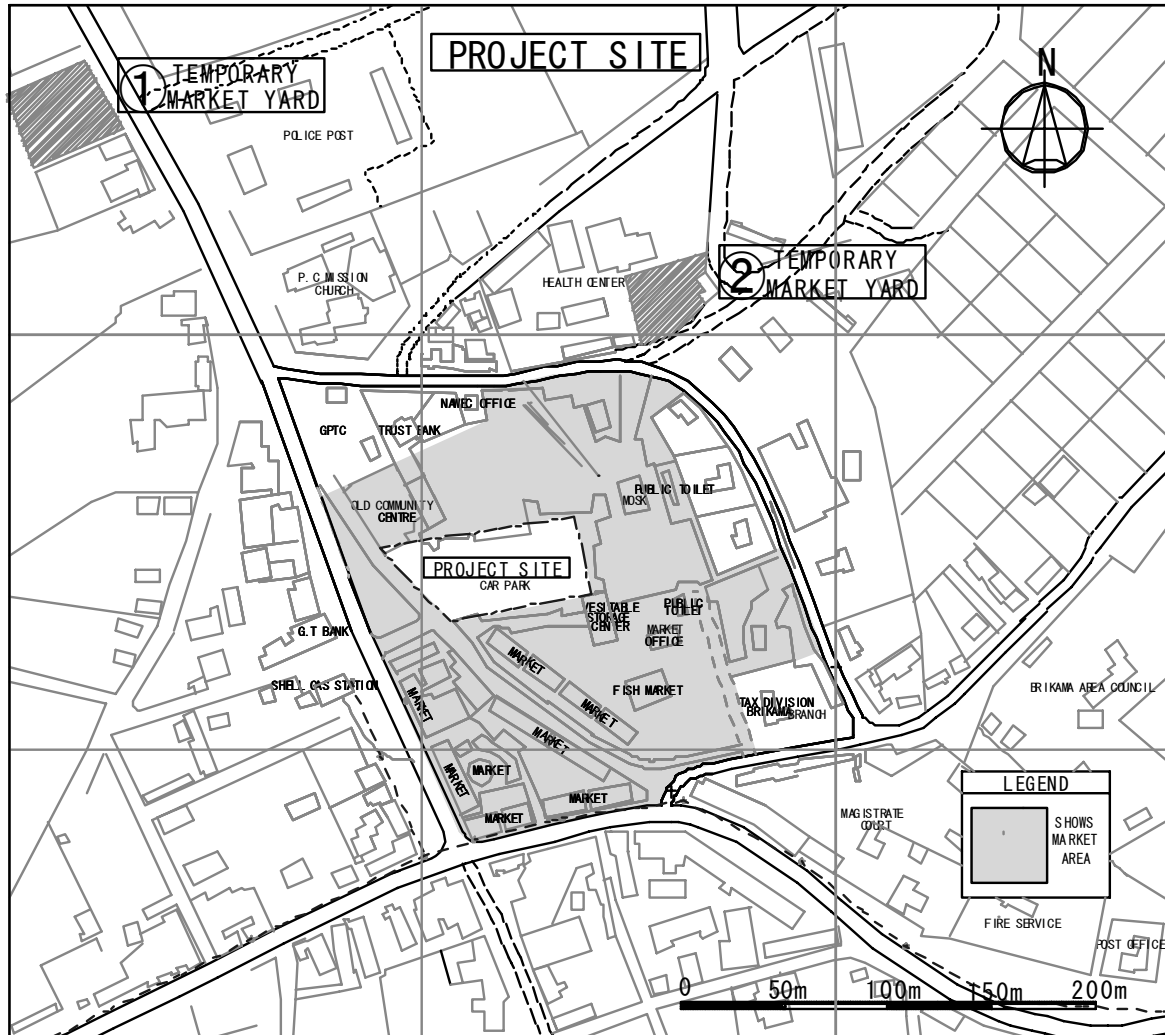 PROJECT SITE
N
1
TEMPORARY
MARKET YARD
POLICE POST
P. C MISSION
CHURCH
HEALTH CENTER
2
TEMPORARY
MARKET YARD
NAWEC OFFICE
GPTC
TRUST BANK
PUBLIC TOILET
MOSK
OLD COMMUNITY
CENTRE
PROJECT SITE
CAR PARK
VESITABLE
STORAGE
CENTER
PUBLIC
TOILET
MARKET
OFFICE
G.T BANK
MARKET
SHELL GAS STATION
MARKET
FISH MARKET
MARKET
TAX DIVISION
BRIKAMA
BRANCH
BRIKAMA AREA COUNCIL
MARKET
MARKET
MARKET
MARKET
MARKET
MAGISTRATE
COURT
LEGEND
SHOWS
MARKET
AREA
FIRE SERVICE
POST OFFICE
0 50m 100m 150m 200m